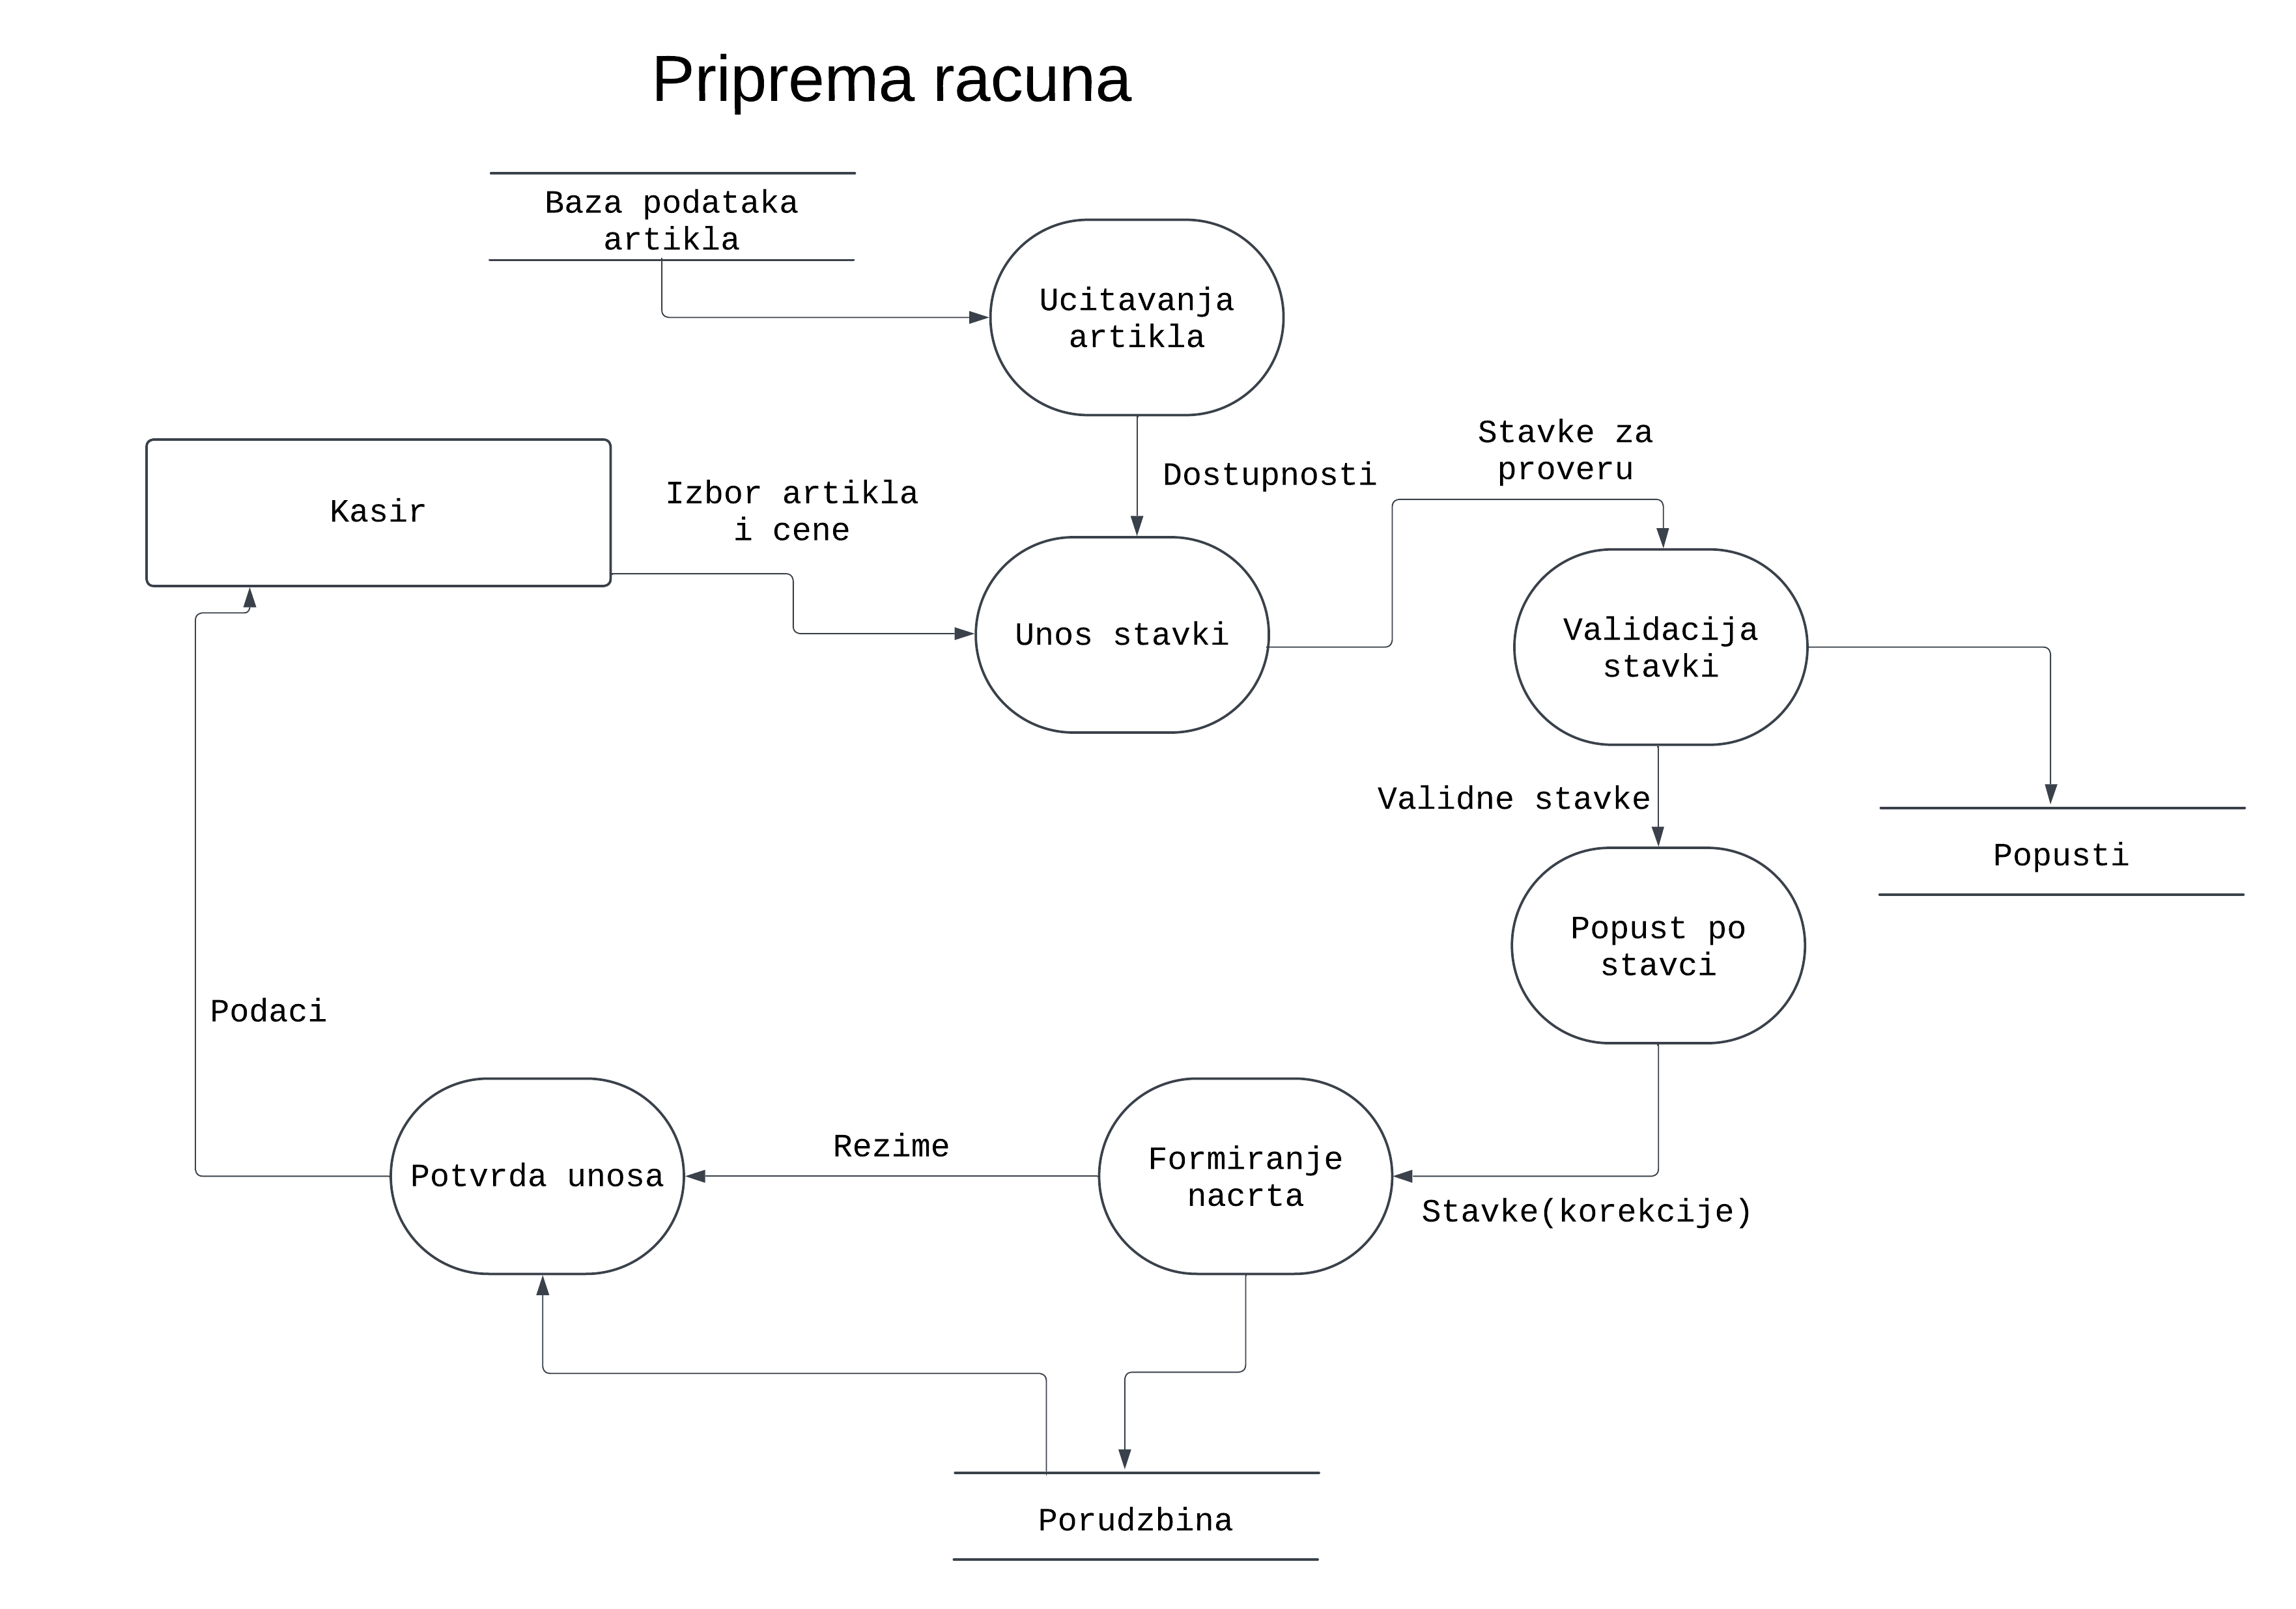 Priprema racuna
Baza podataka
artikla
Ucitavanja
artikla
Kasir
Izbor artikla
i cene
Dostupnosti
Stavke za
proveru
Unos stavki
Validacija
stavki
Validne stavke
Popusti
Popust po
stavci
Podaci
Potvrda unosa
Rezime
Formiranje
nacrta
Stavke(korekcije)
Porudzbina